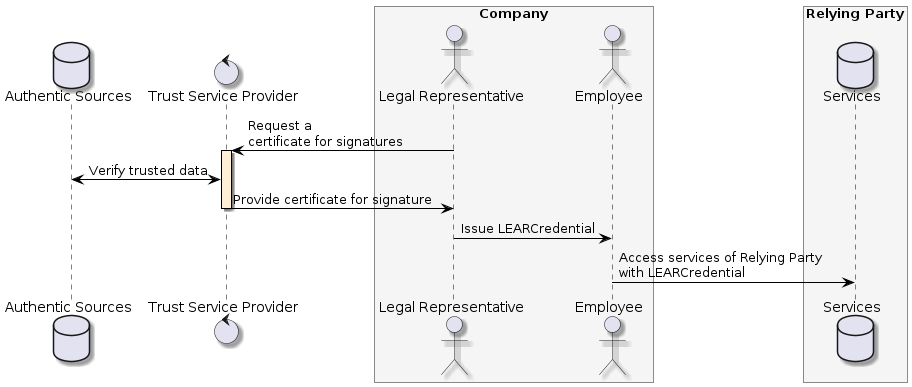 Company
Relying Party
Authentic Sources
Trust Service Provider
Legal Representative
Employee
Services
Request a
certificate for signatures
Verify trusted data
Provide certificate for signature
Issue LEARCredential
Access services of Relying Party
with LEARCredential
Authentic Sources
Trust Service Provider
Legal Representative
Employee
Services